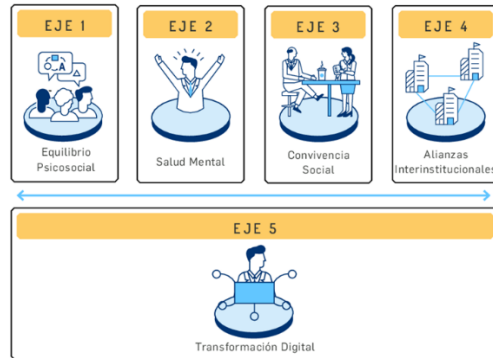 EJE 1
EJE 2
EJE 3
EJE 4
A
Equilibrio
Psicosocial
Salud Mental
Convivencia
Social
Alianzas
Interinstitucionales
EJE 5
Transformación Digital